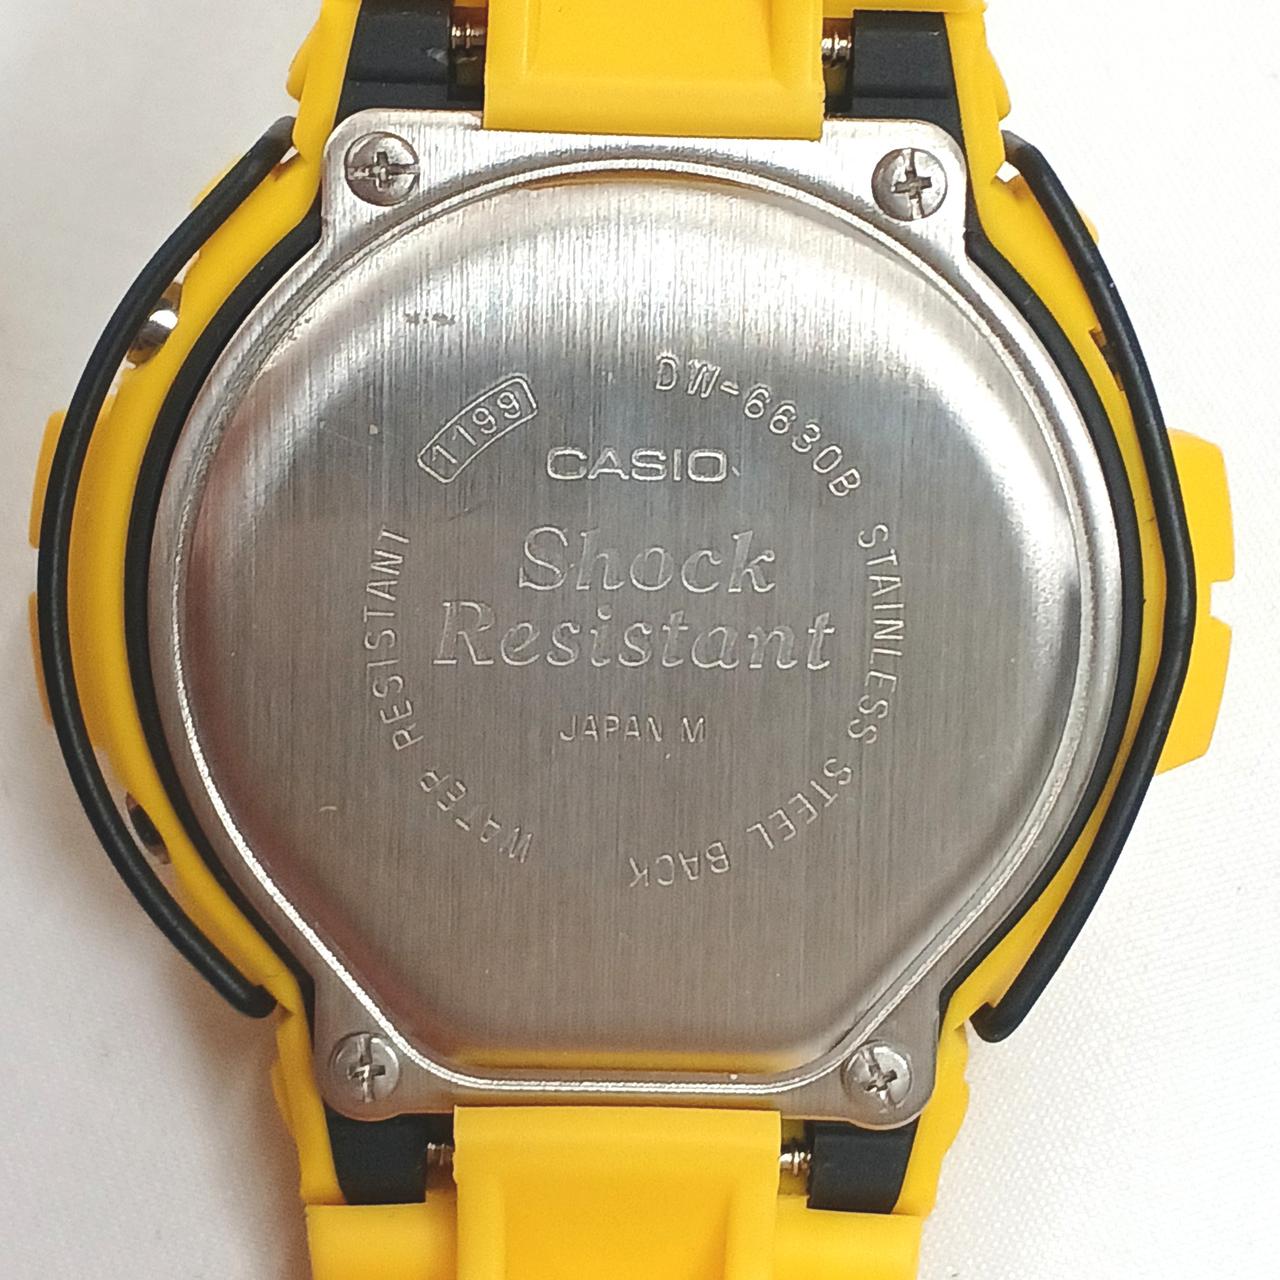 1199
DW-6630B
CASIO
Shock
Resistant
JAPAN M
STAINLESS STEEL BACK
WATER RESISTANT